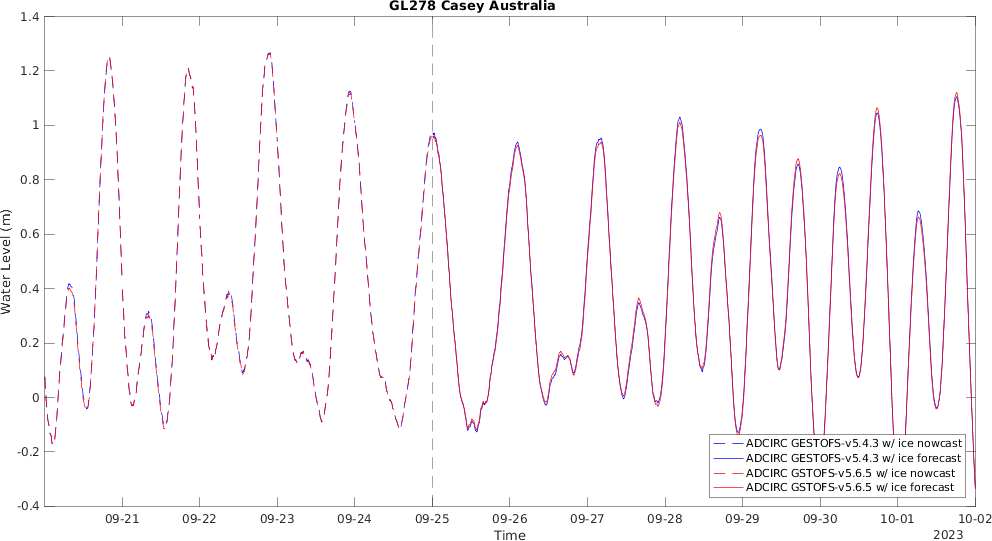 GL278 Casey Australia
1.4
1.2
1
0.8
0.6
0.4
0.2
0
-0.2
-0.4
Water Level (m)
ADCIRC GESTOFS-v5.4.3 w/ ice nowcast
ADCIRC GESTOFS-v5.4.3 w/ ice forecast
ADCIRC GSTOFS-v5.6.5 w/ ice nowcast
ADCIRC GSTOFS-v5.6.5 w/ ice forecast
09-21 09-22 09-23 09-24 09-25 09-26 09-27 09-28 09-29 09-30 10-01 10-02
Time
2023